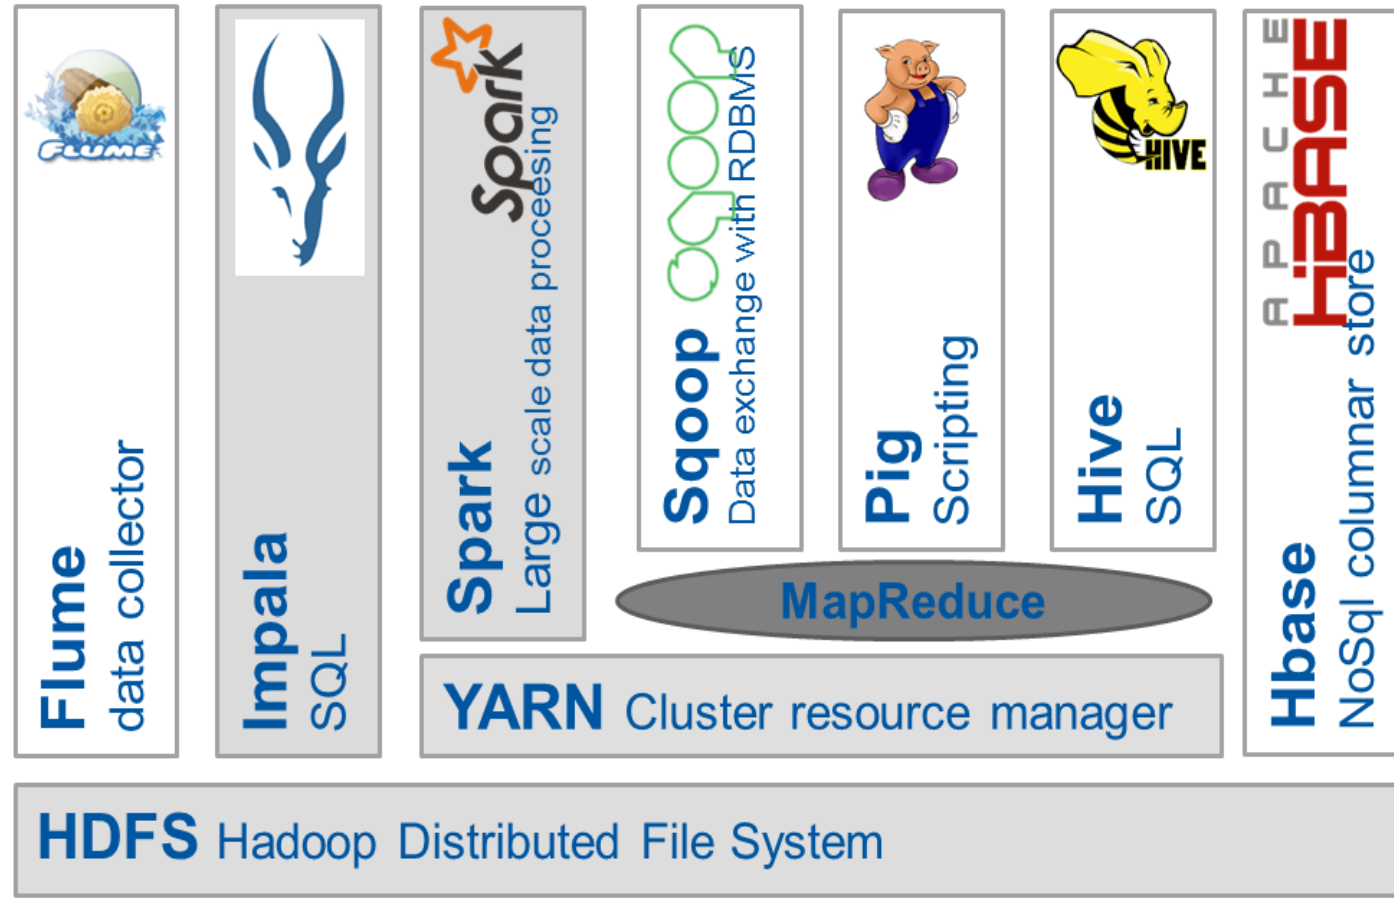 FLUME
Flume
data collector
Impala
SQL
Spark
Spark
Large scale data proceesing
sqoop
Sqoop
Data exchange with RDBMS
Pig
Scripting
HIVE
Hive
SQL
APACHE
HBASE
Hbase
NoSql columnar store
MapReduce
YARN Cluster resource manager
HDFS Hadoop Distributed File System